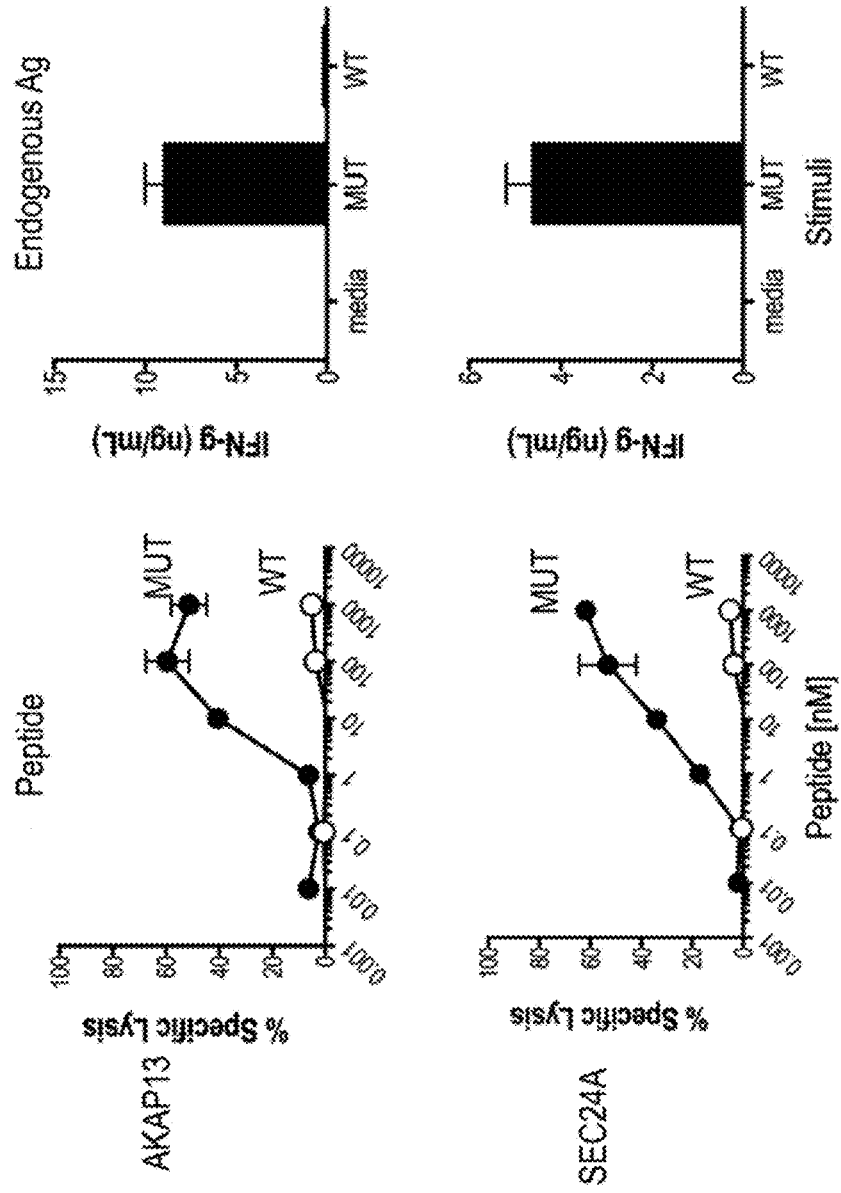 Peptide
Endogenous Ag
AKAP13
% Specific Lysis
100
80
60
40
20
0
0.001
0.01
0.1
1
10
100
1000
10000
MUT
WT
IFN-g (ng/mL)
15
10
5
0
media
MUT
WT
SEC24A
% Specific Lysis
100
80
60
40
20
0
0.001
0.01
0.1
1
10
100
1000
10000
MUT
WT
Peptide [nM]
IFN-g (ng/mL)
6
4
2
0
media
MUT
WT
Stimuli